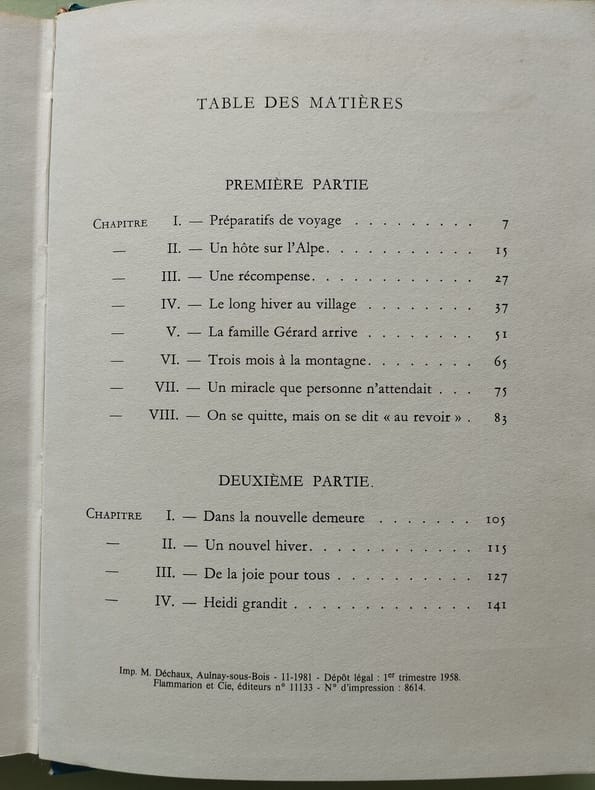 TABLE DES MATIÈRES
PREMIÈRE PARTIE
CHAPITRE I. — Préparatifs de voyage . . . . . . . . . 7
— II. — Un hôte sur l'Alpe. . . . . . . . . . . 15
— III. — Une récompense. . . . . . . . . . . . 27
— IV. — Le long hiver au village . . . . . . . . 37
— V. — La famille Gérard arrive . . . . . . . . 51
— VI. — Trois mois à la montagne. . . . . . . . 65
— VII. — Un miracle que personne n'attendait . . . 75
— VIII. — On se quitte, mais on se dit « au revoir » . 83
DEUXIÈME PARTIE.
CHAPITRE I. — Dans la nouvelle demeure . . . . . . . 105
— II. — Un nouvel hiver. . . . . . . . . . . . 115
— III. — De la joie pour tous . . . . . . . . . . 127
— IV. — Heidi grandit . . . . . . . . . . . . . 141
Imp. M. Déchaux, Aulnay-sous-Bois - 11-1981 - Dépôt légal : 1er trimestre 1958.
Flammarion et Cie, éditeurs n° 11133 - N° d'impression : 8614.